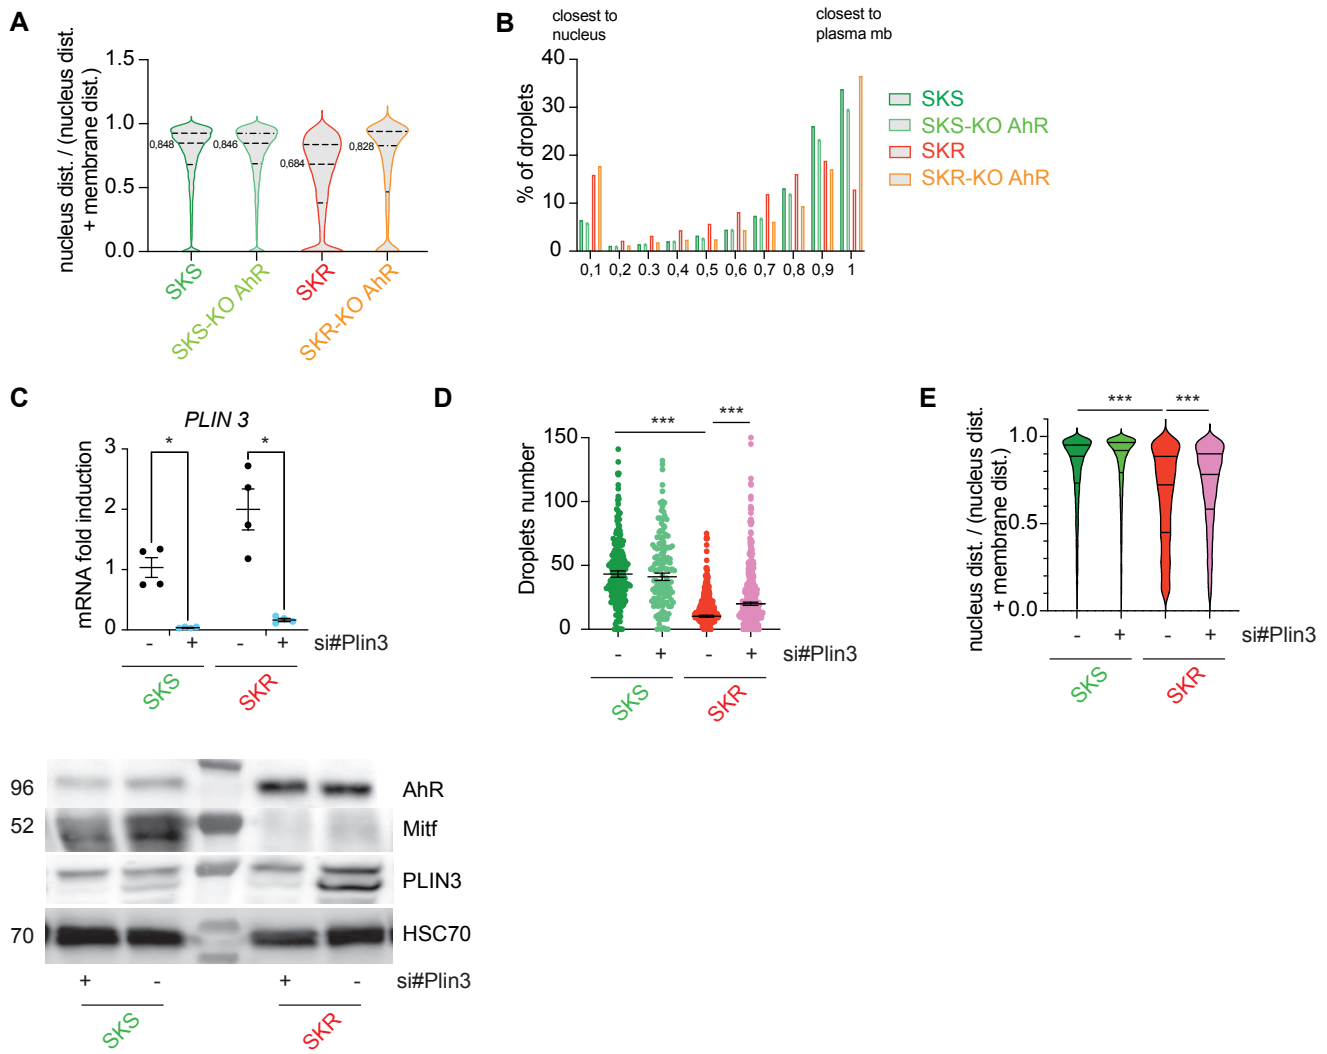 A
nucleus dist. / (nucleus dist.
+ membrane dist.)
1.5
1.0
0.5
0.0
0,848
0,846
0,684
0,828
SKS
SKS-KO AhR
SKR
SKR-KO AhR
B
closest to
nucleus
closest to
plasma mb
% of droplets
40
30
20
10
0
0,1 0,2 0.3 0,4 0,5 0,6 0,7 0,8 0,9 1
SKS
SKS-KO AhR
SKR
SKR-KO AhR
C
PLIN 3
mRNA fold induction
3
2
1
0
* *
- + - + si#Plin3
SKS SKR
D
Droplets number
150
100
50
0
*** ***
- + - + si#Plin3
SKS SKR
E
nucleus dist. / (nucleus dist.
+ membrane dist.)
1.0
0.5
0.0
*** ***
- + - + si#Plin3
SKS SKR
96 AhR
52 Mitf
PLIN3
70 HSC70
+ - + - si#Plin3
SKS SKR